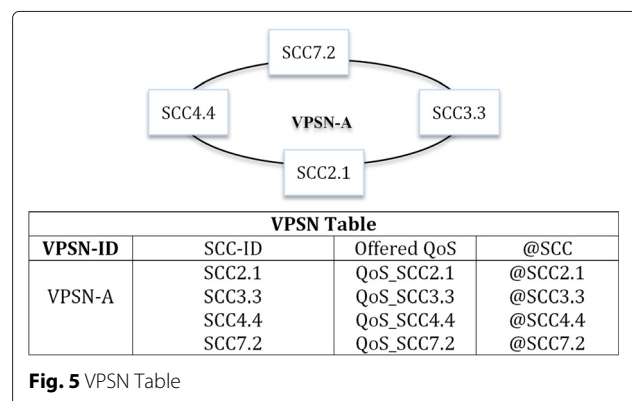 SCC7.2
SCC4.4
VPSN-A
SCC3.3
SCC2.1
VPSN Table
VPSN-ID SCC-ID Offered QoS @SCC
SCC2.1 QoS_SCC2.1 @SCC2.1
VPSN-A SCC3.3 QoS_SCC3.3 @SCC3.3
SCC4.4 QoS_SCC4.4 @SCC4.4
SCC7.2 QoS_SCC7.2 @SCC7.2
Fig. 5 VPSN Table